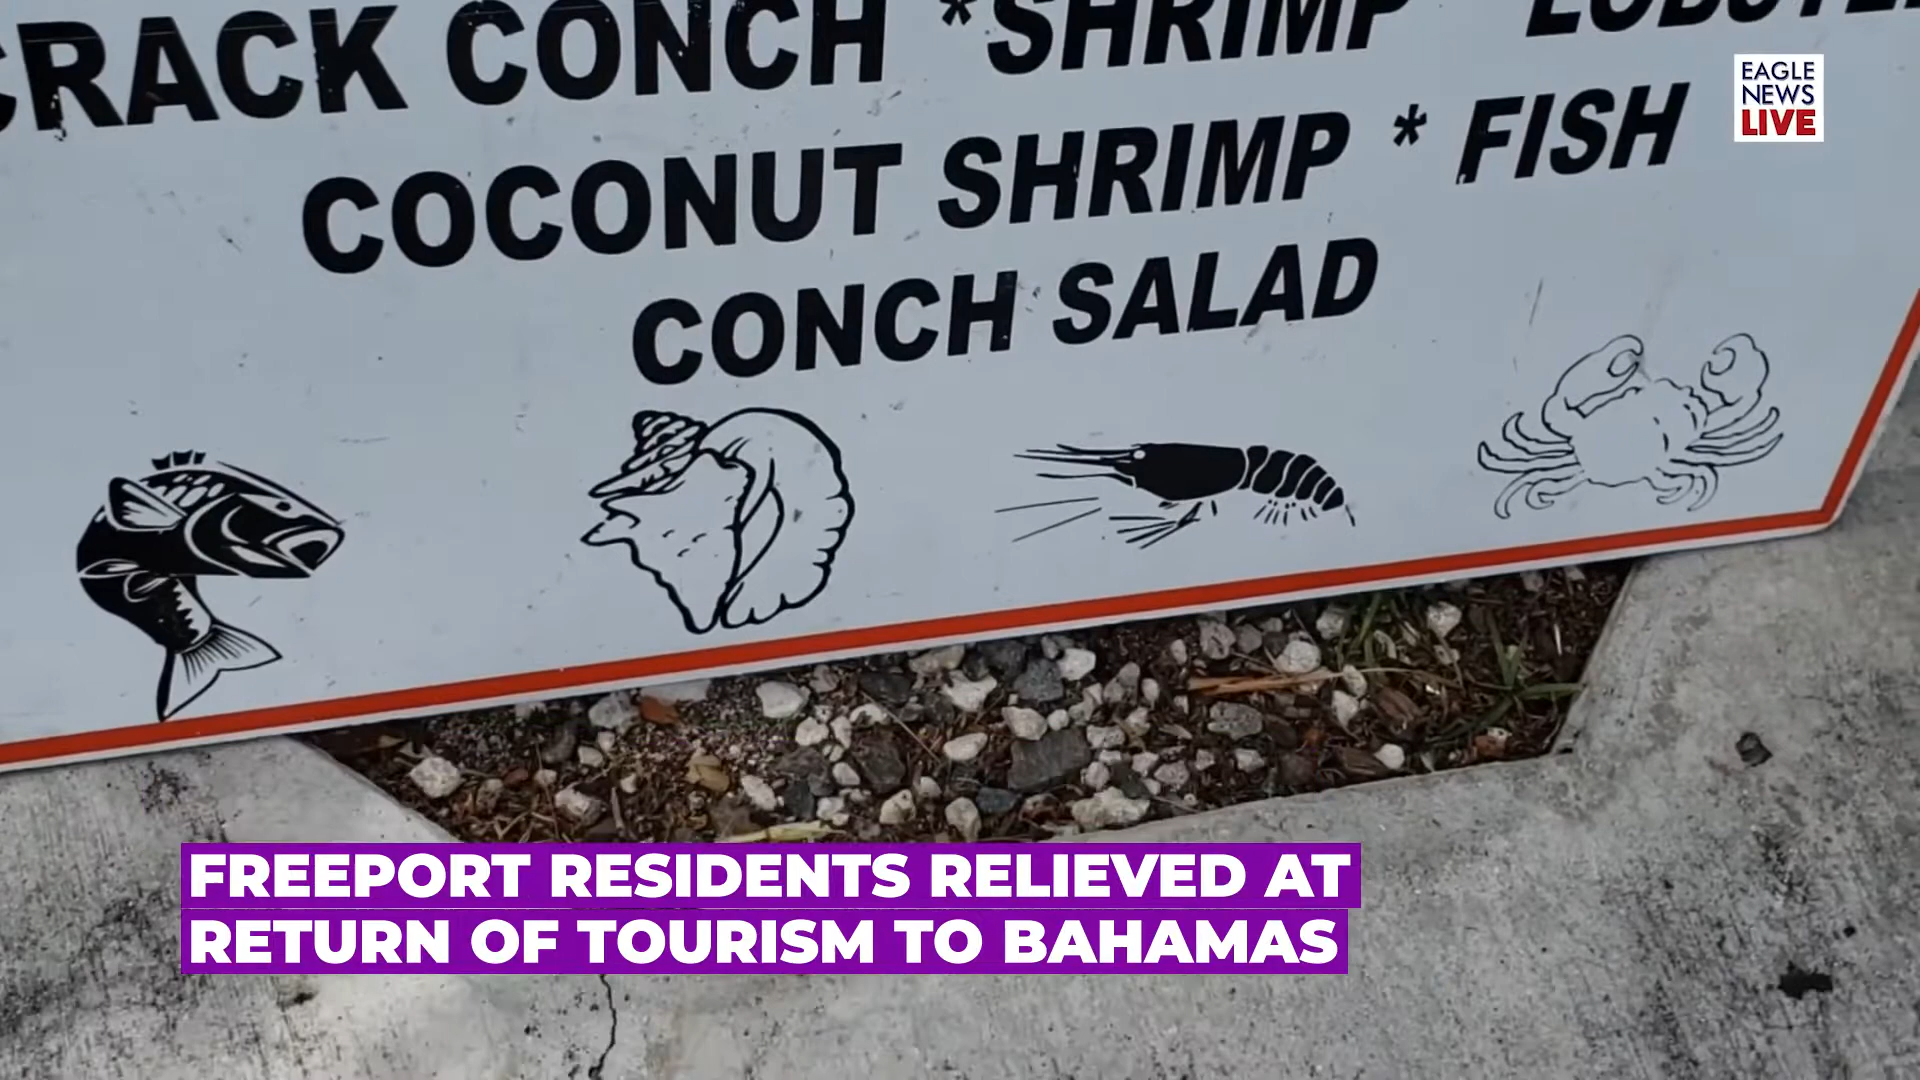 CRACK CONCH *SHRIMP LOBSTER
COCONUT SHRIMP * FISH
CONCH SALAD
EAGLE
NEWS
LIVE
FREEPORT RESIDENTS RELIEVED AT
RETURN OF TOURISM TO BAHAMAS